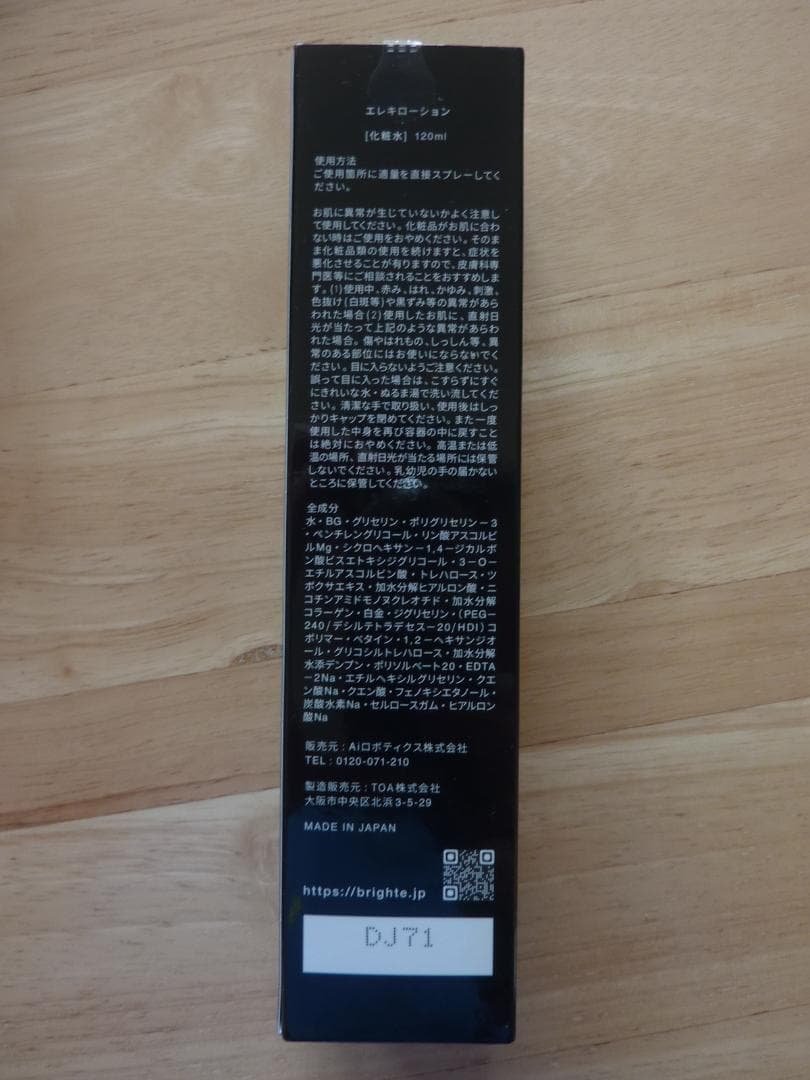 エレキローション
[化粧水] 120ml
使用方法
ご使用箇所に適量を直接スプレーしてく
ださい。
お肌に異常が生じていないかよく注意し
て使用してください。化粧品がお肌に合わ
ない時はご使用をおやめください。そのま
ま化粧品類の使用を続けますと、症状を
悪化させることが有りますので、皮膚科専
門医等にご相談されることをおすすめしま
す。(1)使用中、赤み、はれ、かゆみ、刺激、
色抜け(白斑等)や黒ずみ等の異常があら
われた場合(2)使用したお肌に、直射日
光が当たって上記のような異常があらわ
れた場合。傷やはれもの、しっしん等、異
常のある部位にはお使いにならないでく
ださい。目に入らないようご注意ください。
誤って目に入った場合は、こすらずにすぐ
にきれいな水・ぬるま湯で洗い流してくだ
さい。清潔な手で取り扱い、使用後はしっ
かりキャップを閉めてください。また一度
使用した中身を再び容器の中に戻すこと
は絶対におやめください。高温または低
温の場所、直射日光が当たる場所には保管
しないでください。乳幼児の手の届かない
ところに保管してください。
全成分
水・BG・グリセリン・ポリグリセリン-3
・ペンチレングリコール・リン酸アスコルビ
ルMg・シクロヘキサン-1,4-ジカルボ
ン酸ビスエトキシジグリコール・3-O-
エチルアスコルビン酸・トレハロース・ツ
ボクサエキス・加水分解ヒアルロン酸・ニ
コチンアミドモノヌクレオチド・加水分解
コラーゲン・白金・ジグリセリン・(PEG-
240/デシルテトラデセス-20/HDI)コ
ポリマー・ベタイン・1,2-ヘキサンジオ
ール・グリコシルトレハロース・加水分解
水添デンプン・ポリソルベート20・EDTA
-2Na・エチルヘキシルグリセリン・クエ
ン酸Na・クエン酸・フェノキシエタノール・
炭酸水素Na・セルロースガム・ヒアルロン
酸Na
販売元：Aiロボティクス株式会社
TEL：0120-071-210
製造販売元：TOA株式会社
大阪市中央区北浜3-5-29
MADE IN JAPAN
https://brighte.jp
DJ71